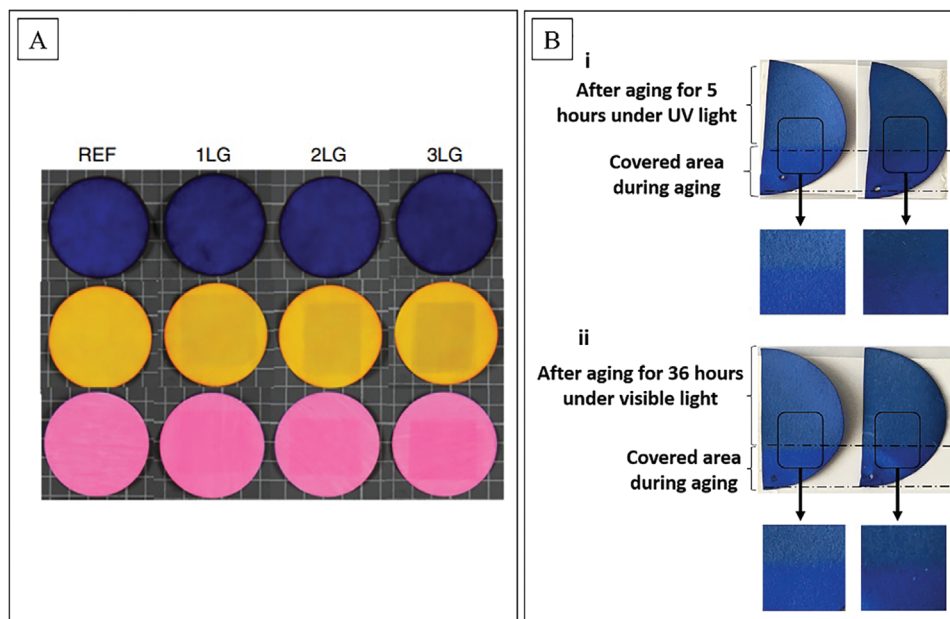 A
REF 1LG 2LG 3LG
B
i
After aging for 5
hours under UV light
Covered area
during aging
ii
After aging for 36 hours
under visible light
Covered area
during aging